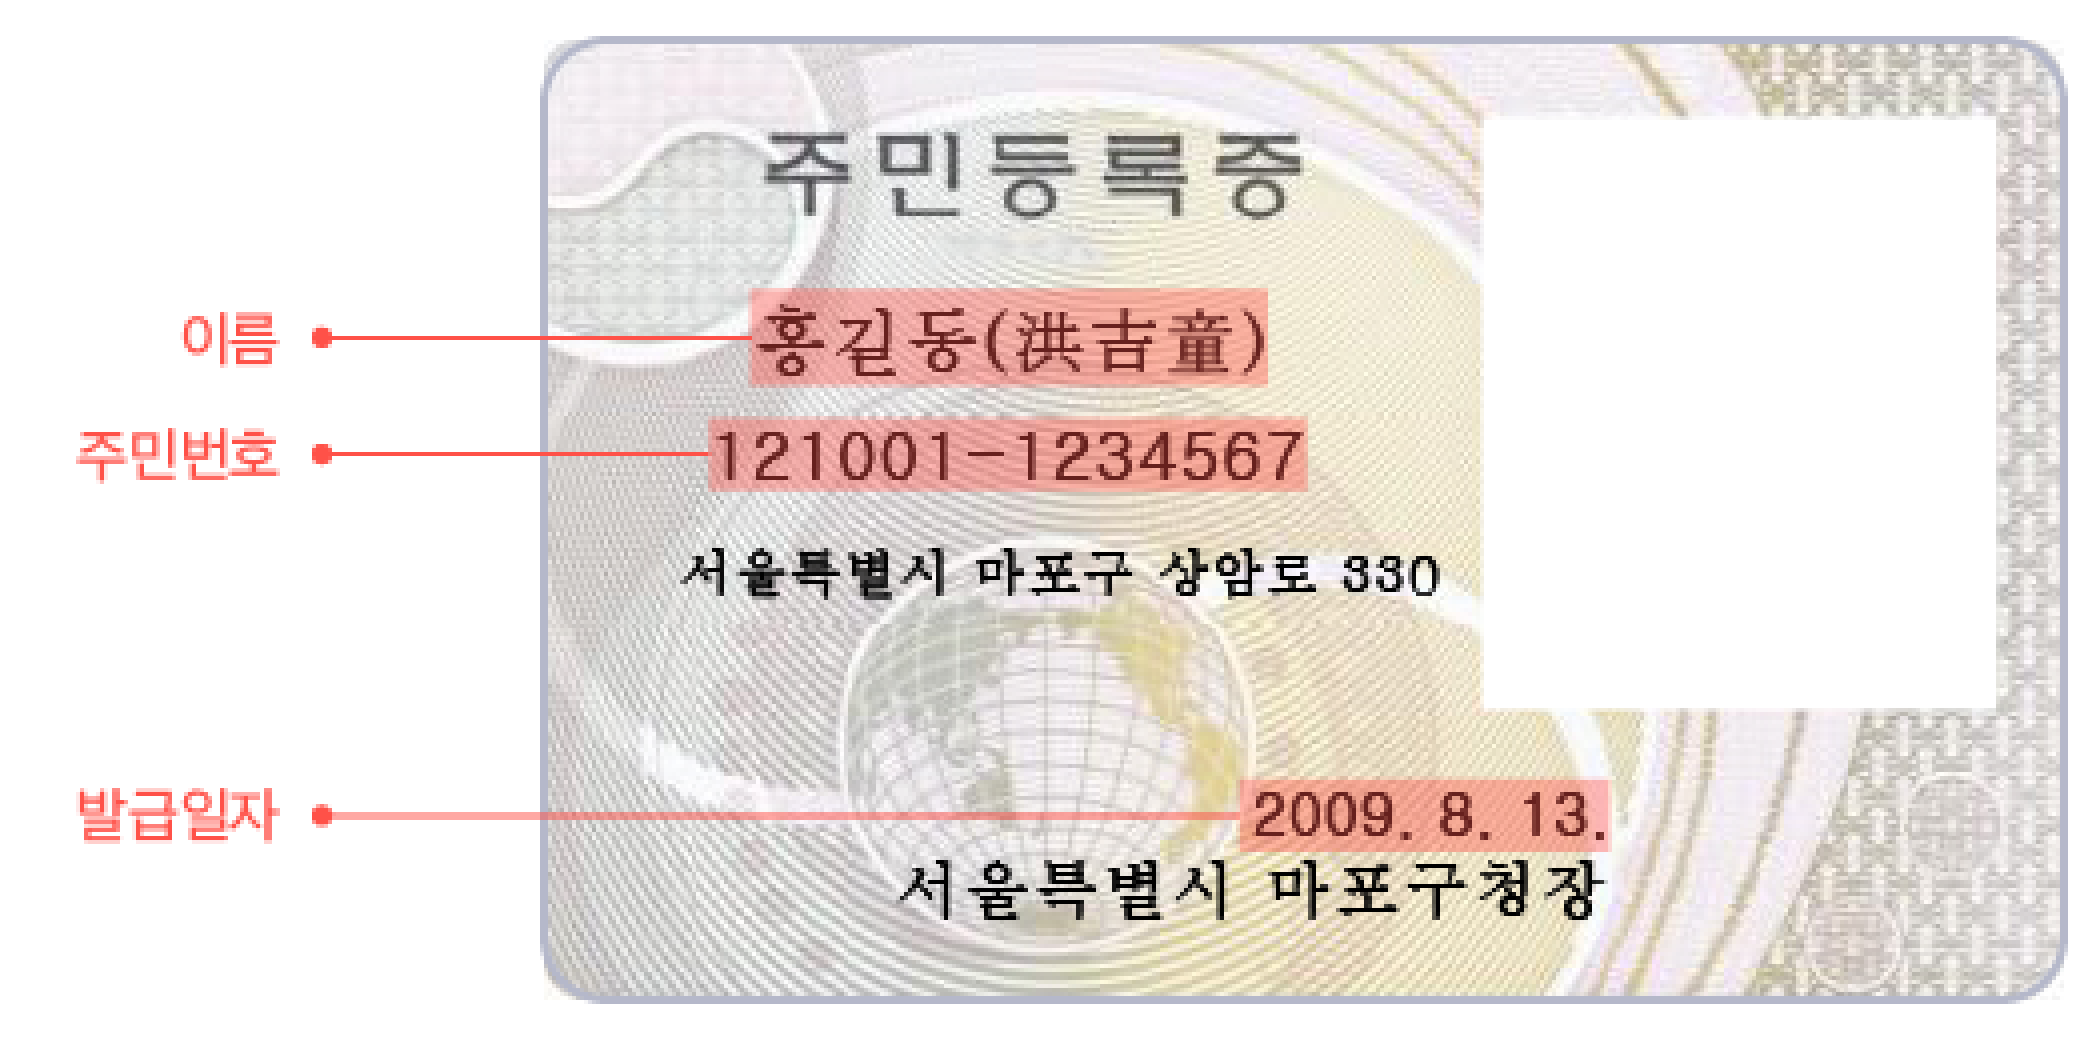 주민등록증
이름
홍길동(洪吉童)
주민번호
121001-1234567
서울특별시 마포구 상암로 330
발급일자
2009. 8. 13.
서울특별시 마포구청장